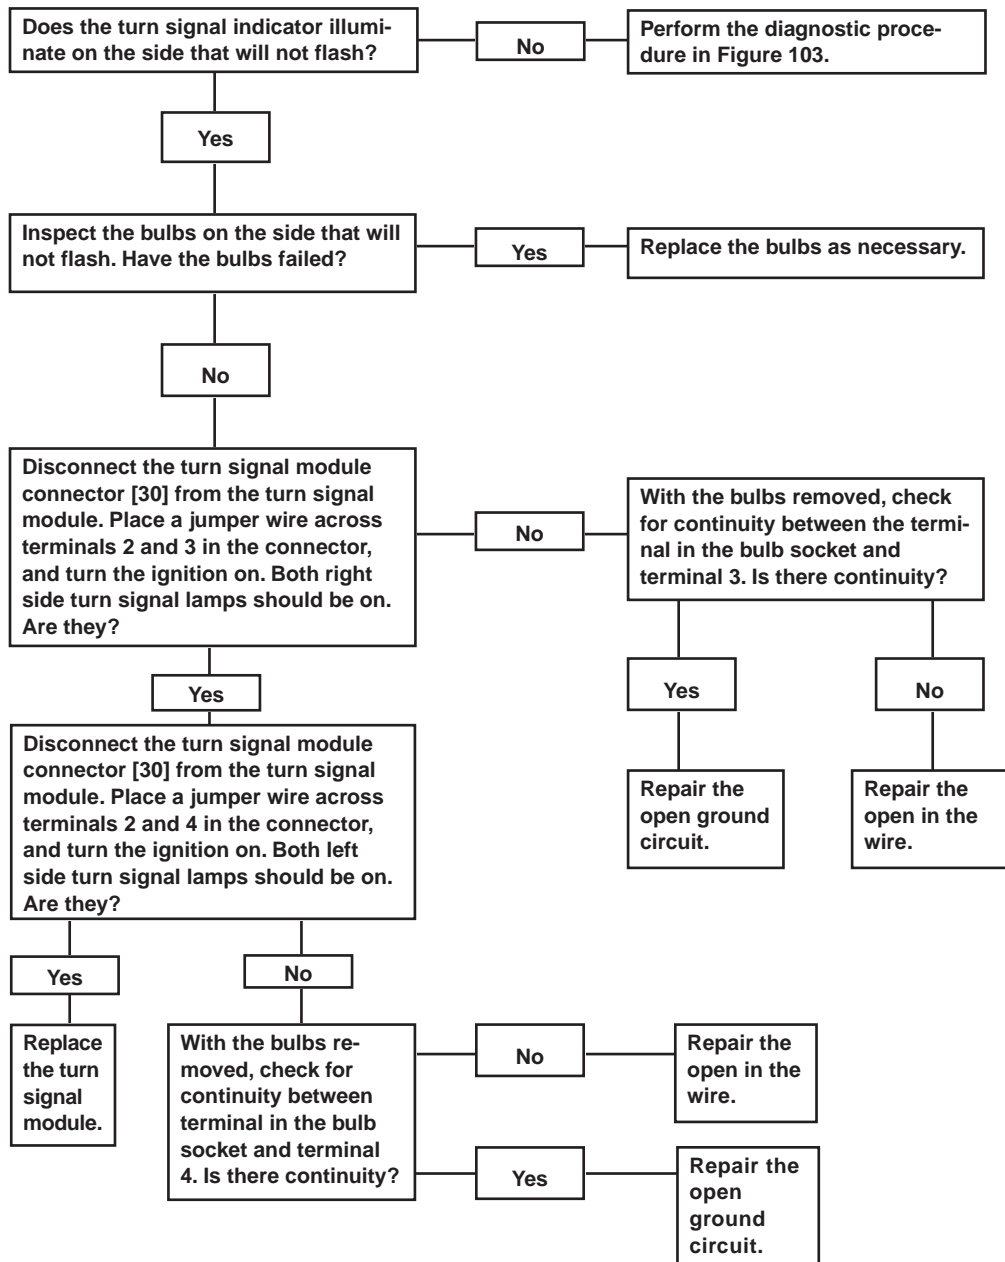 Does the turn signal indicator illumi-
nate on the side that will not flash?
No
Perform the diagnostic proce-
dure in Figure 103.
Yes
Inspect the bulbs on the side that will
not flash. Have the bulbs failed?
Yes
Replace the bulbs as necessary.
No
Disconnect the turn signal module
connector [30] from the turn signal
module. Place a jumper wire across
terminals 2 and 3 in the connector,
and turn the ignition on. Both right
side turn signal lamps should be on.
Are they?
No
With the bulbs removed, check
for continuity between the termi-
nal in the bulb socket and
terminal 3. Is there continuity?
Yes
No
Repair the
open ground
circuit.
Repair the
open in the
wire.
Yes
Disconnect the turn signal module
connector [30] from the turn signal
module. Place a jumper wire across
terminals 2 and 4 in the connector,
and turn the ignition on. Both left
side turn signal lamps should be on.
Are they?
Yes
No
Replace
the turn
signal
module.
With the bulbs re-
moved, check for
continuity between
terminal in the bulb
socket and terminal
4. Is there continuity?
No
Repair the
open in the
wire.
Yes
Repair the
open
ground
circuit.